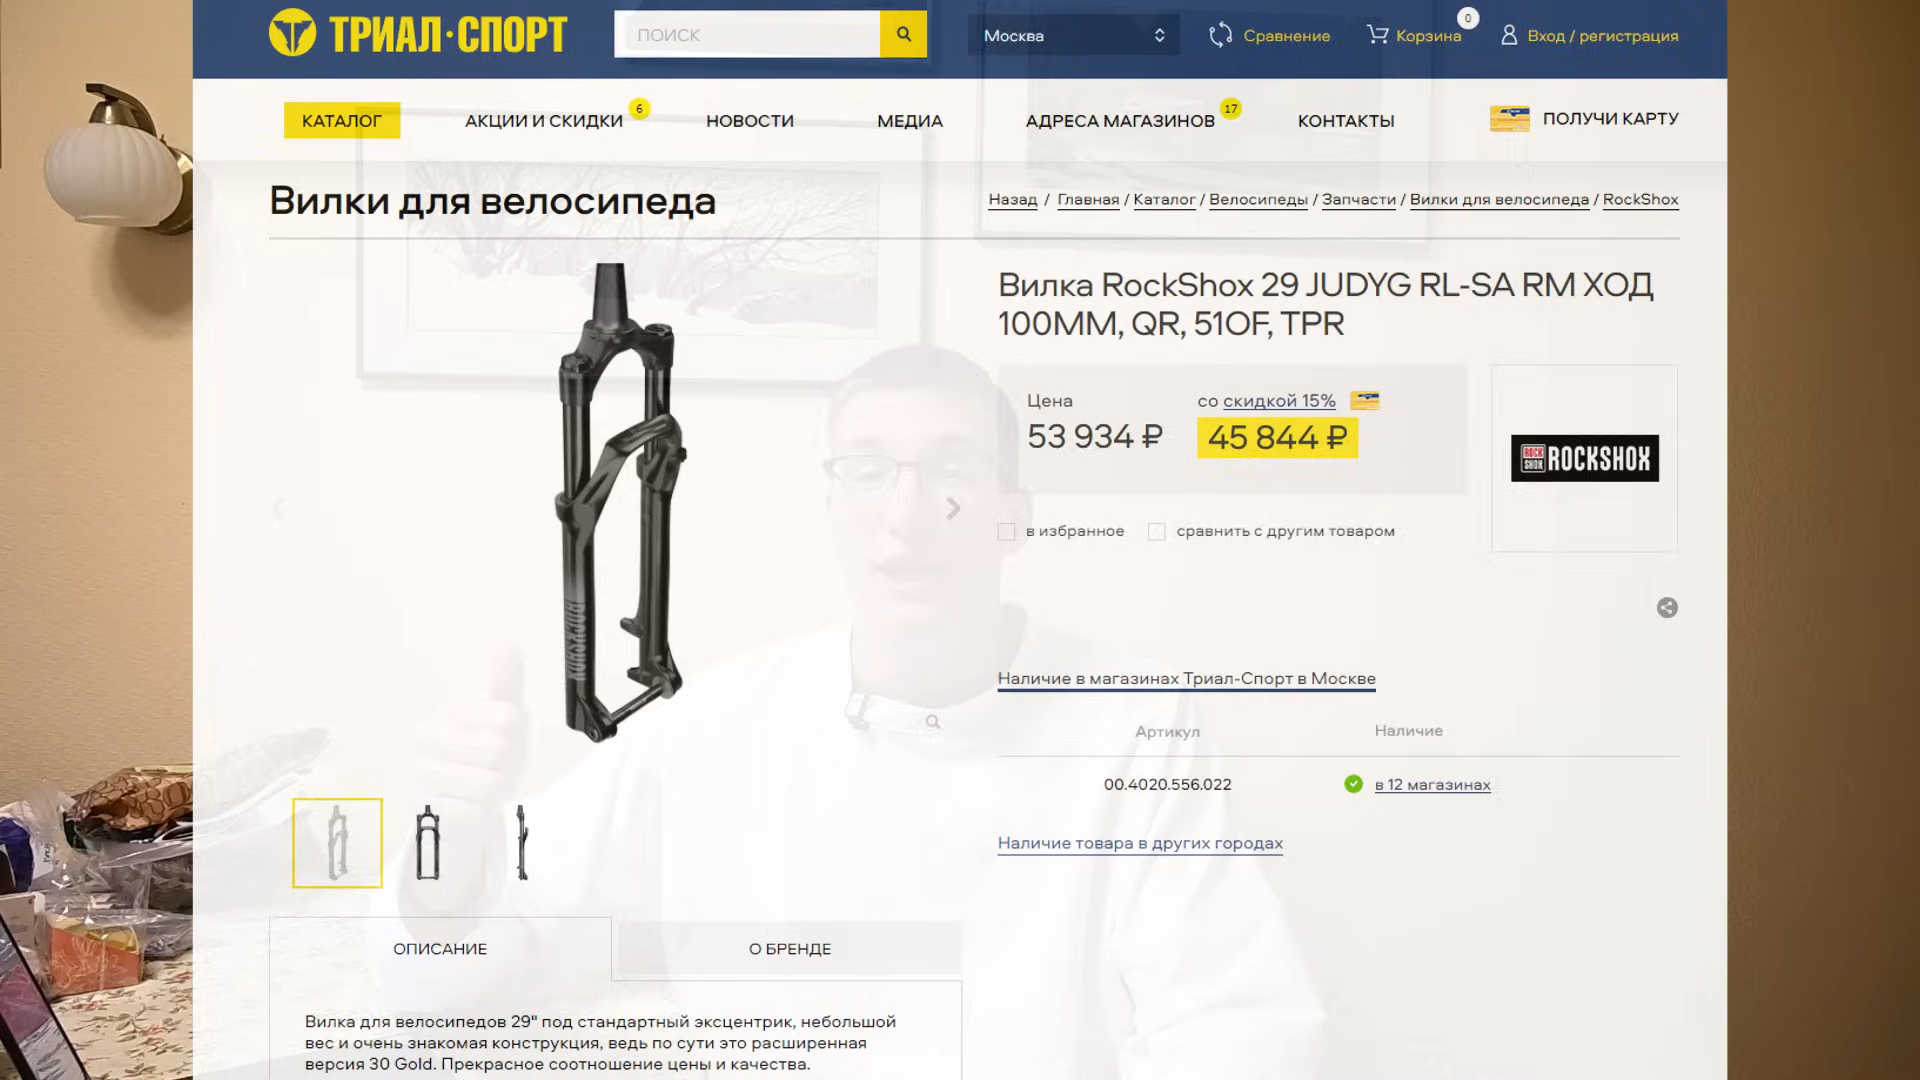 ТРИАЛ·СПОРТ
ПОИСК
Москва
Сравнение
Корзина
0
Вход / регистрация
КАТАЛОГ
АКЦИИ И СКИДКИ
6
НОВОСТИ
МЕДИА
АДРЕСА МАГАЗИНОВ
17
КОНТАКТЫ
ПОЛУЧИ КАРТУ
Вилки для велосипеда
Назад / Главная / Каталог / Велосипеды / Запчасти / Вилки для велосипеда / RockShox
Вилка RockShox 29 JUDYG RL-SA RM ХОД
100ММ, QR, 51OF, TPR
Цена
53 934 ₽
со скидкой 15%
45 844 ₽
ROCK SHOX ROCKSHOX
в избранное
сравнить с другим товаром
ROCKSHOX
Наличие в магазинах Триал-Спорт в Москве
Артикул
Наличие
00.4020.556.022
в 12 магазинах
Наличие товара в других городах
ОПИСАНИЕ
О БРЕНДЕ
Вилка для велосипедов 29" под стандартный эксцентрик, небольшой
вес и очень знакомая конструкция, ведь по сути это расширенная
версия 30 Gold. Прекрасное соотношение цены и качества.